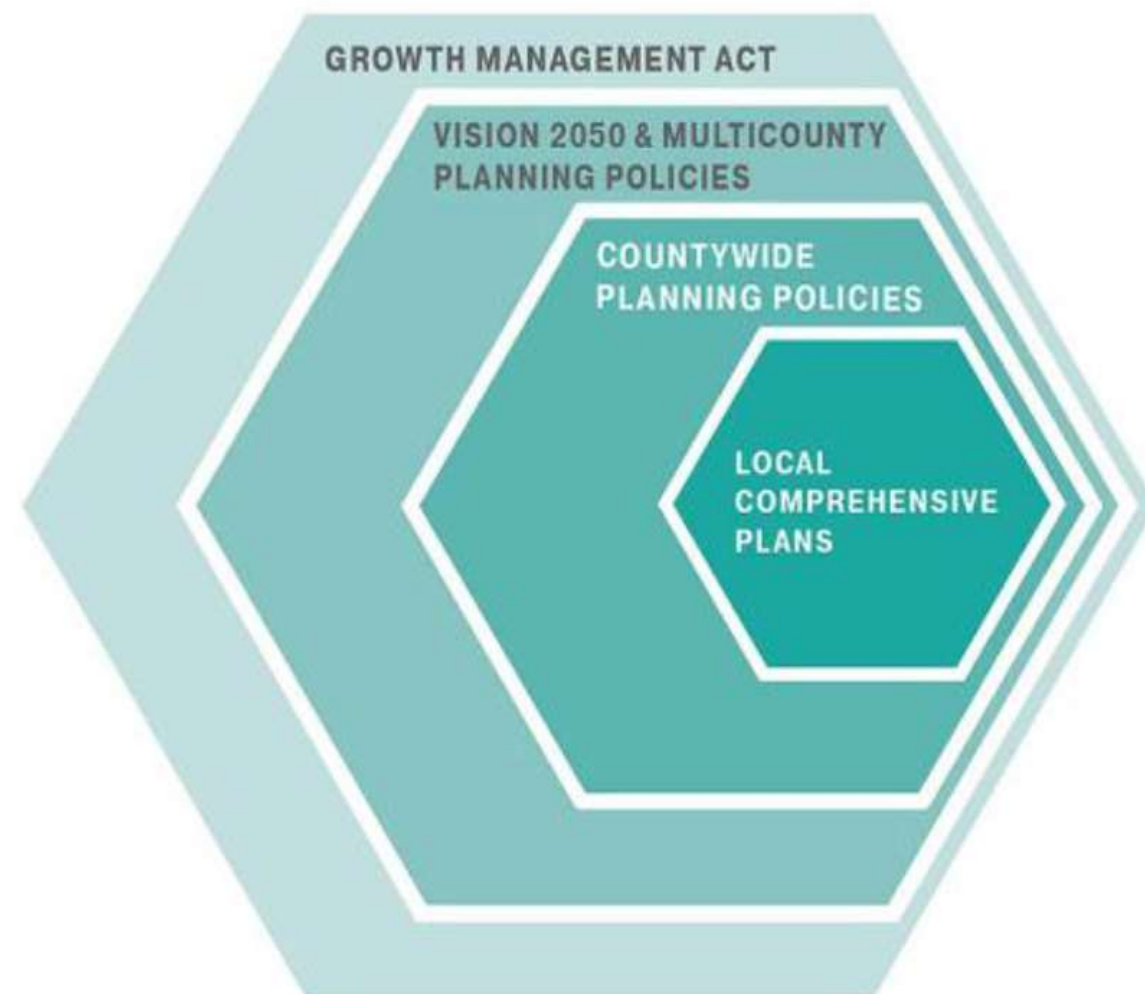 GROWTH MANAGEMENT ACT
VISION 2050 & MULTICOUNTY
PLANNING POLICIES
COUNTYWIDE
PLANNING POLICIES
LOCAL
COMPREHENSIVE
PLANS